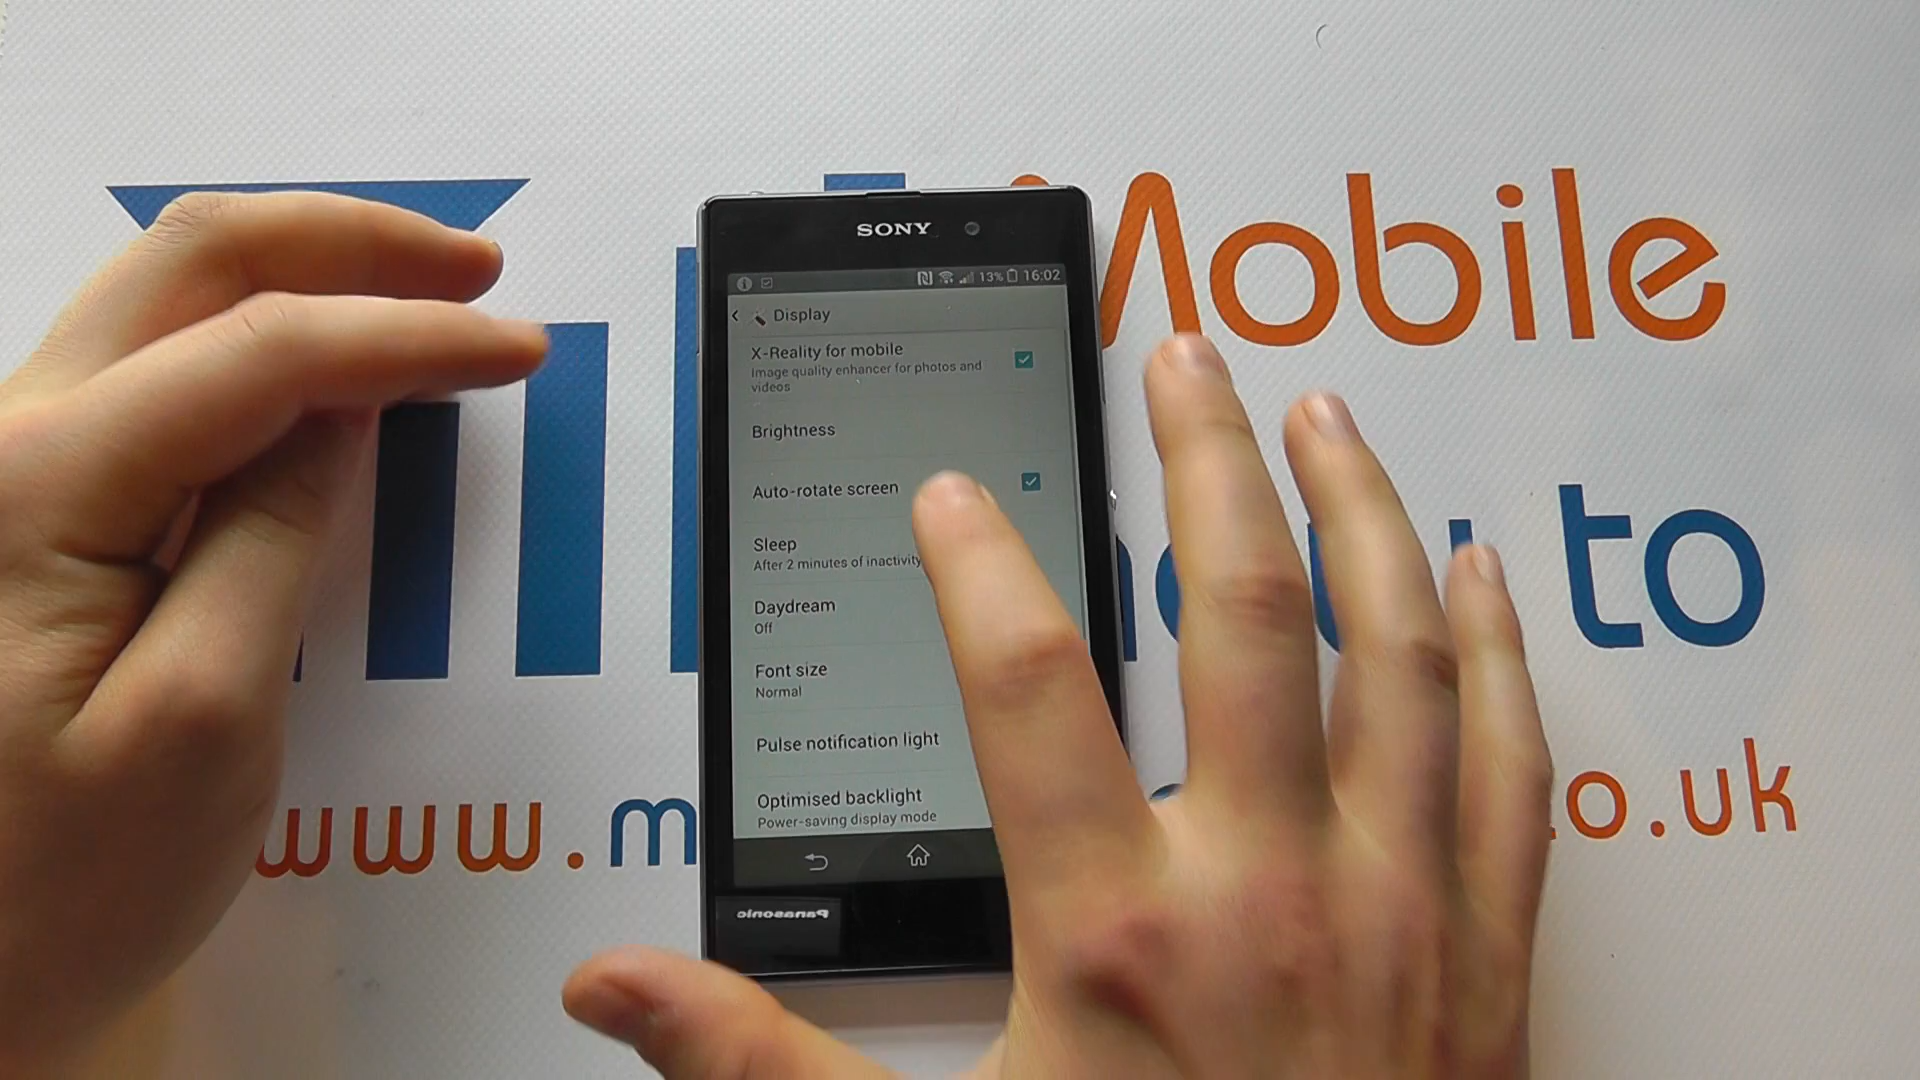 Mobile
SONY
13% 16:02
Display
X-Reality for mobile
Image quality enhancer for photos and
videos
Brightness
Auto-rotate screen
Sleep
After 2 minutes of inactivity
to
Daydream
Off
Font size
Normal
Pulse notification light
Optimised backlight
Power-saving display mode
www.m
o.uk
Panasonic